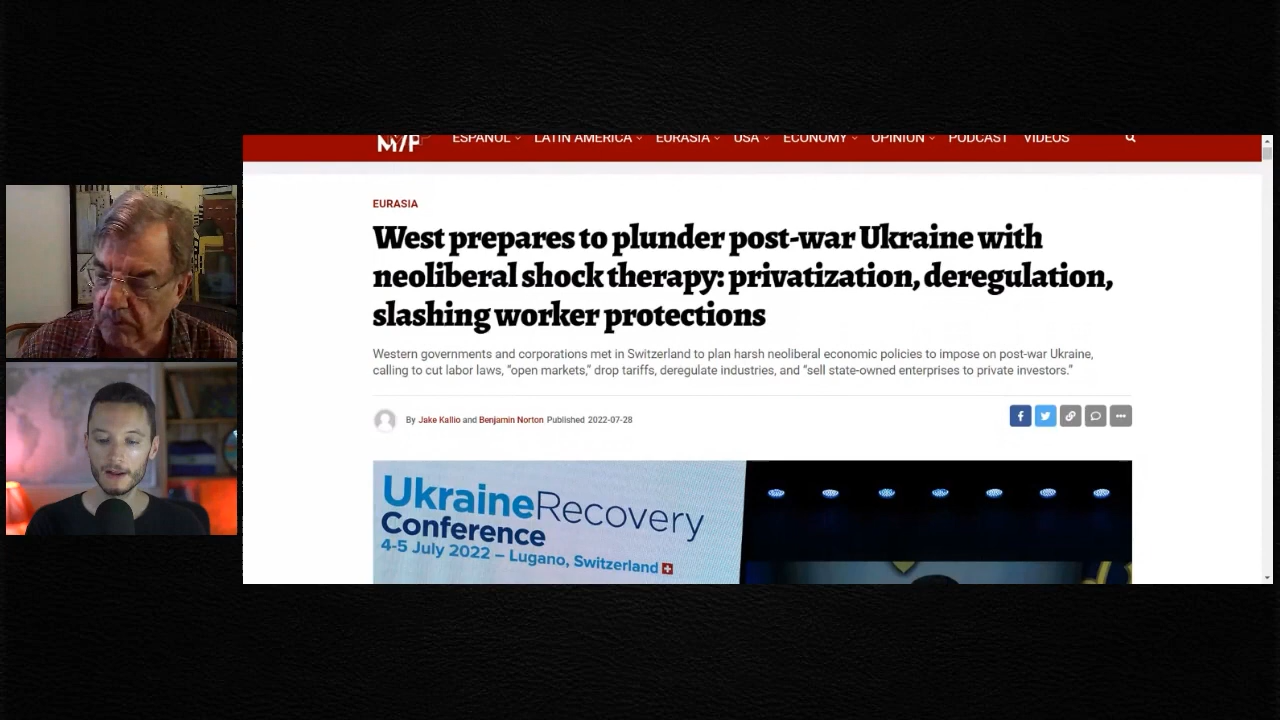 ESPAÑOL LATIN AMERICA EURASIA USA ECONOMY OPINION PODCAST VIDEOS
EURASIA
West prepares to plunder post-war Ukraine with
neoliberal shock therapy: privatization, deregulation,
slashing worker protections
Western governments and corporations met in Switzerland to plan harsh neoliberal economic policies to impose on post-war Ukraine,
calling to cut labor laws, “open markets,” drop tariffs, deregulate industries, and “sell state-owned enterprises to private investors.”
By Jake Kallio and Benjamin Norton Published 2022-07-28
UkraineRecovery
Conference
4-5 July 2022 – Lugano, Switzerland